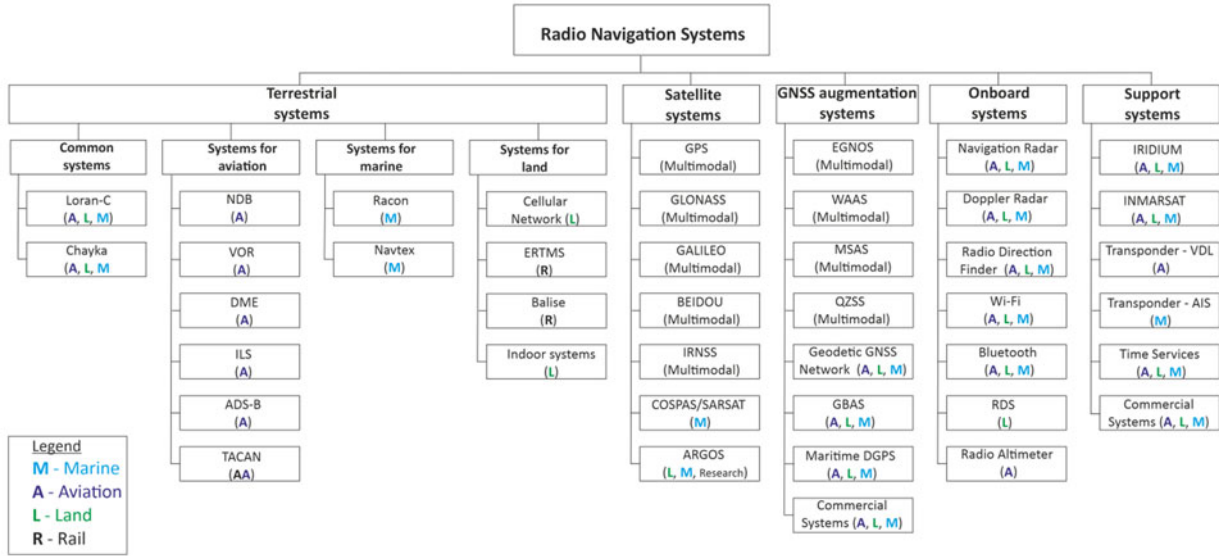 Radio Navigation Systems
Terrestrial
systems
Common
systems
Loran-C
(A, L, M)
Chayka
(A, L, M
Systems for
aviation
NDB
(A)
VOR
(A)
DME
(A)
ILS
(A)
ADS-B
(A)
TACAN
(AA)
Systems for
marine
Racon
(M)
Navtex
(M)
Systems for
land
Cellular
Network (L)
ERTMS
(R)
Balise
(R)
Indoor systems
(L)
Satellite
systems
GPS
(Multimodal)
GLONASS
(Multimodal)
GALILEO
(Multimodal)
BEIDOU
(Multimodal)
IRNSS
(Multimodal)
COSPAS/SARSAT
(M)
ARGOS
(L, M, Research)
GNSS augmentation
systems
EGNOS
(Multimodal)
WAAS
(Multimodal)
MSAS
(Multimodal)
QZSS
(Multimodal)
Geodetic GNSS
Network (A, L, M)
GBAS
(A, L, M)
Maritime DGPS
(A, L, M)
Commercial
Systems (A, L, M)
Onboard
systems
Navigation Radar
(A, L, M)
Doppler Radar
(A, L, M)
Radio Direction
Finder (A, L, M)
Wi-Fi
(A, L, M)
Bluetooth
(A, L, M)
RDS
(L)
Radio Altimeter
(A)
Support
systems
IRIDIUM
(A, L, M)
INMARSAT
(A, L, M)
Transponder - VDL
(A)
Transponder - AIS
(M)
Time Services
(A, L, M)
Commercial
Systems (A, L, M)
Legend
M - Marine
A - Aviation
L - Land
R - Rail